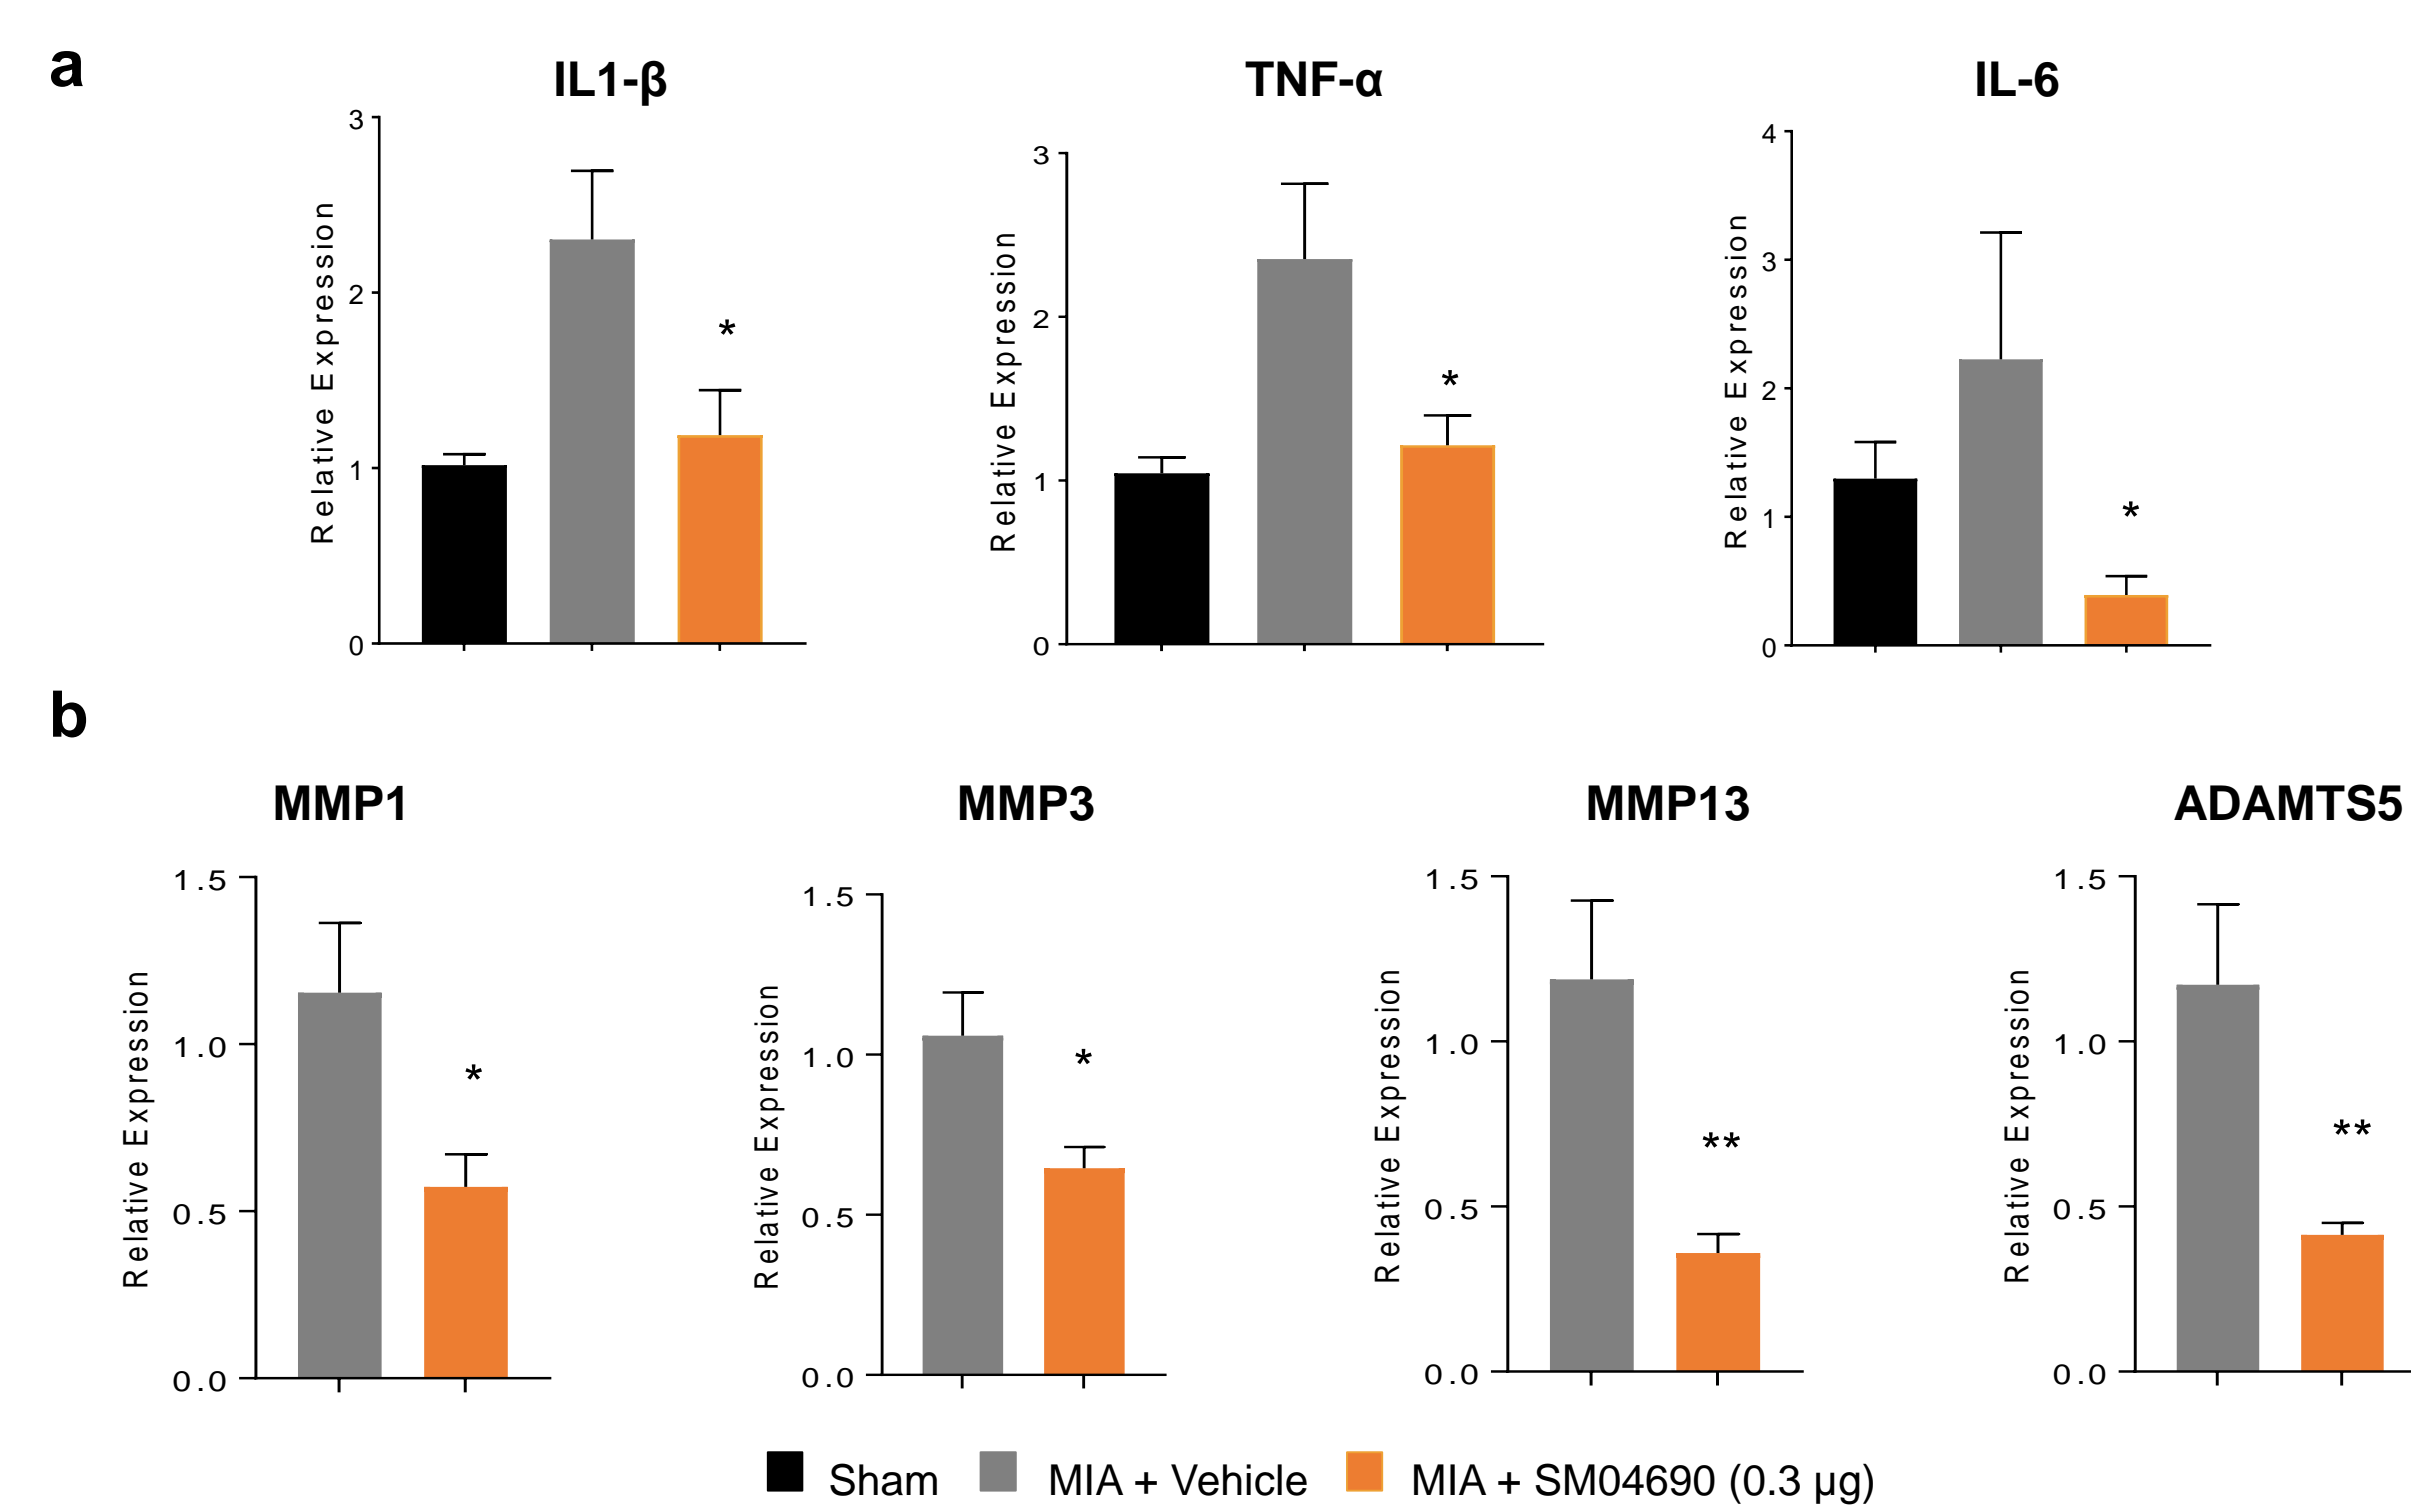 a
IL1-β
TNF-α
IL-6
Relative Expression
3
2
1
0
*
Relative Expression
3
2
1
0
*
Relative Expression
4
3
2
1
0
*
b
MMP1
MMP3
MMP13
ADAMTS5
Relative Expression
1.5
1.0
0.5
0.0
*
Relative Expression
1.5
1.0
0.5
0.0
*
Relative Expression
1.5
1.0
0.5
0.0
**
Relative Expression
1.5
1.0
0.5
0.0
**
Sham MIA + Vehicle MIA + SM04690 (0.3 µg)